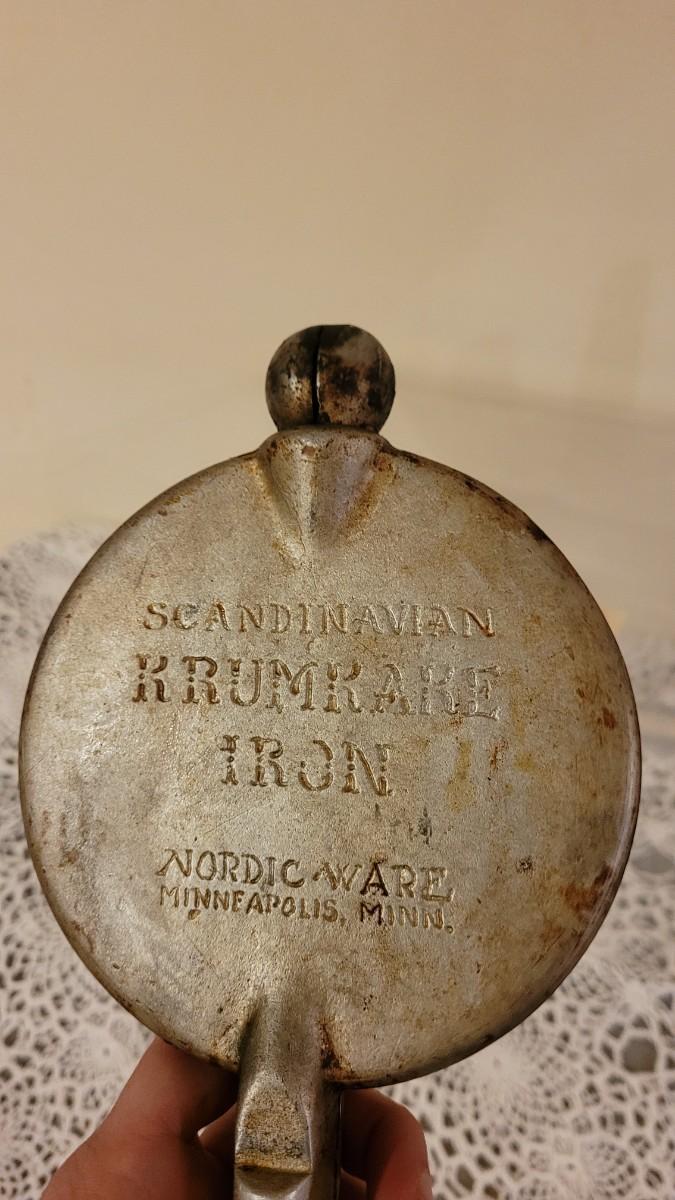 SCANDINAVIAN
KRUMKAKE
IRON
NORDIC WARE
MINNEAPOLIS, MINN.